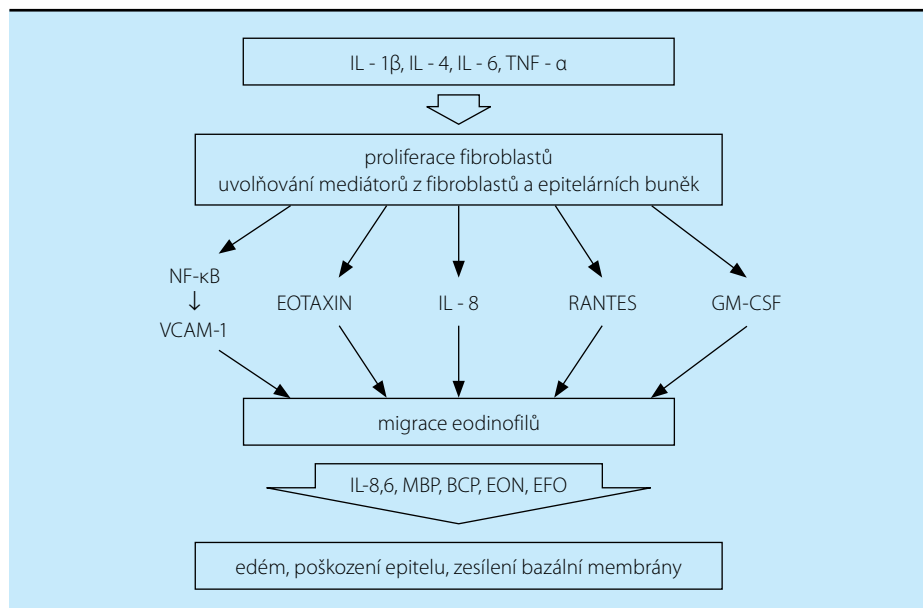 IL - 1β, IL - 4, IL - 6, TNF - α
proliferace fibroblastů
uvolňování mediátorů z fibroblastů a epitelárních buněk
NF-κB
↓
VCAM-1
EOTAXIN
IL - 8
RANTES
GM-CSF
migrace eodinofilů
IL-8,6, MBP, BCP, EON, EFO
edém, poškození epitelu, zesílení bazální membrány